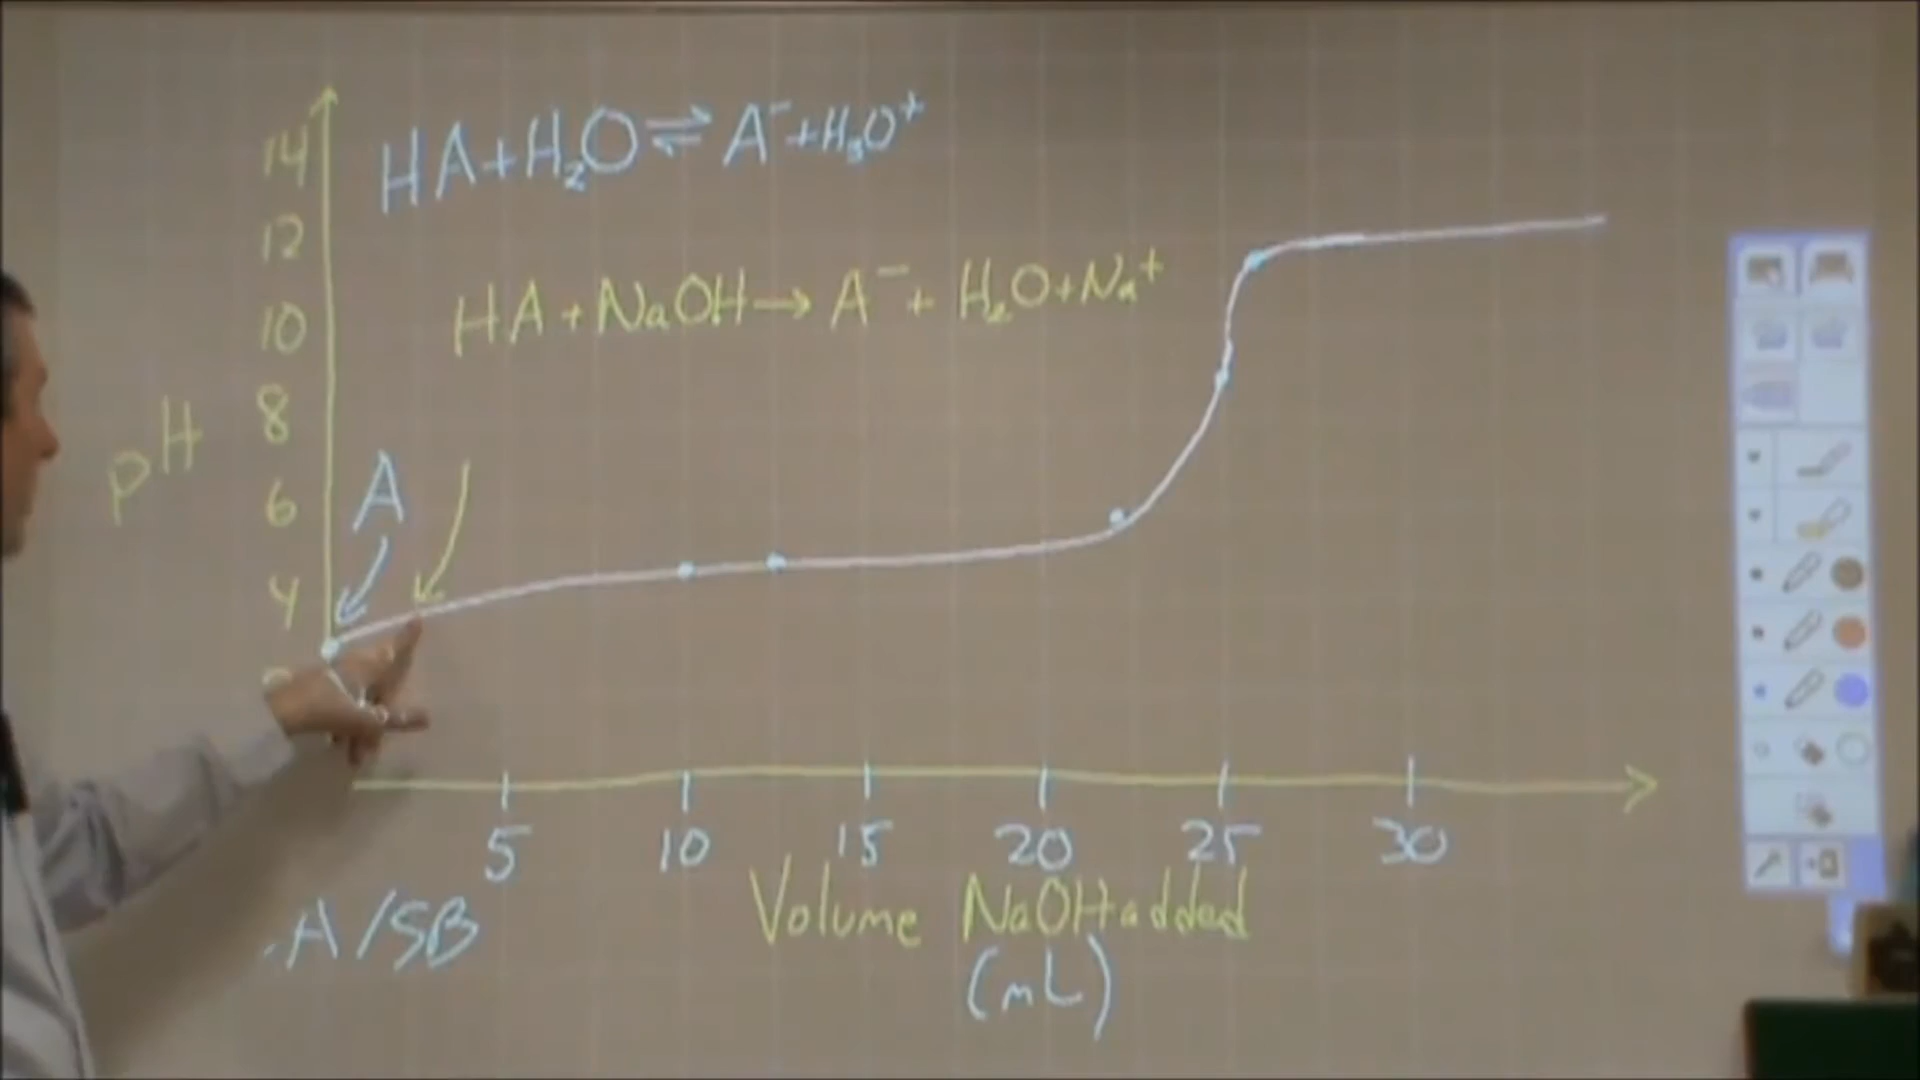 HA+H₂O⇌A⁻+H₃O⁺
HA+NaOH→A⁻+H₂O+Na⁺
14
12
10
8
6
4
pH
A
5 10 15 20 25 30
A/SB
Volume NaOH added
(mL)